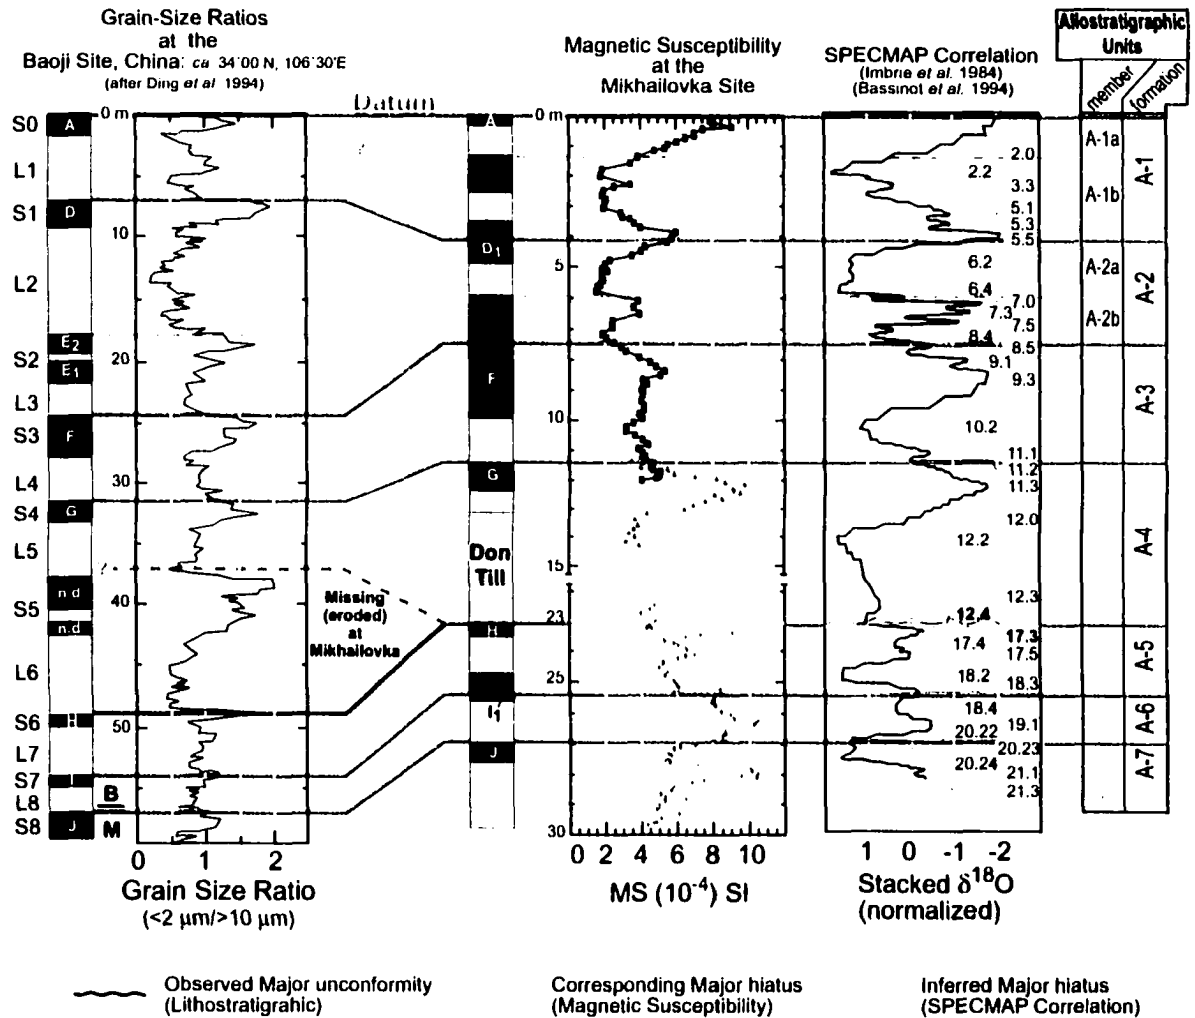 Grain-Size Ratios
at the
Baoji Site, China: ca 34°00 N, 106°30'E
(after Ding et al 1994)
Datum
Magnetic Susceptibility
at the
Mikhailovka Site
SPECMAP Correlation
(Imbrie et al. 1984)
(Bassinot et al. 1994)
Allostratigraphic
Units
member
formation
S0
L1
S1
L2
S2
L3
S3
L4
S4
L5
S5
L6
S6
L7
S7
L8
S8
A
D
E2
E1
F
G
n.d
n.d
H
I
J
B
M
0 m
10
20
30
40
50
0 1 2
Grain Size Ratio
(<2 μm/>10 μm)
Missing
(eroded)
at
Mikhailovka
A
D1
F
G
Don
Till
H
I1
J
0 m
5
10
15
23
25
30
0 2 4 6 8 10
MS (10-4) SI
2.0
2.2
3.3
5.1
5.3
5.5
6.2
6.4
7.0
7.3
7.5
8.4
8.5
9.1
9.3
10.2
11.1
11.2
11.3
12.0
12.2
12.3
12.4
17.3
17.4
17.5
18.2
18.3
18.4
19.1
20.22
20.23
20.24
21.1
21.3
1 0 -1 -2
Stacked δ18O
(normalized)
A-1a
A-1b
A-2a
A-2b
A-1
A-2
A-3
A-4
A-5
A-6
A-7
Observed Major unconformity
(Lithostratigrahic)
Corresponding Major hiatus
(Magnetic Susceptibility)
Inferred Major hiatus
(SPECMAP Correlation)